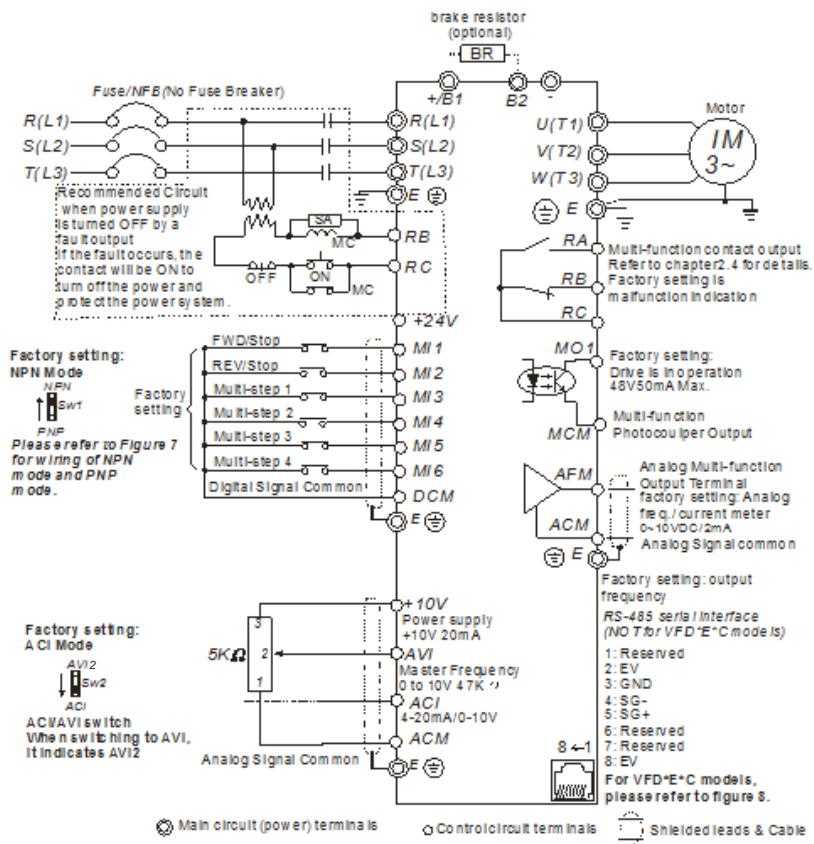 brake resistor
(optional)
BR
Fuse/NFB(No Fuse Breaker)
+/B1
B2
-
R(L1)
S(L2)
T(L3)
R(L1)
S(L2)
T(L3)
E
U(T1)
V(T2)
W(T3)
E
Motor
IM
3~
Recommended Circuit
when power supply
is turned OFF by a
fault output
If the fault occurs, the
contact will be ON to
turn off the power and
protect the power system.
SA
MC
OFF
ON
MC
RB
RC
RA
RB
RC
Multi-function contact output
Refer to chapter2.4 for details.
Factory setting is
malfunction indication
+24V
Factory setting:
NPN Mode
NPN
Sw1
PNP
Please refer to Figure 7
for wiring of NPN
mode and PNP
mode.
Factory
setting
FWD/Stop
REV/Stop
Multi-step 1
Multi-step 2
Multi-step 3
Multi-step 4
Digital Signal Common
MI1
MI2
MI3
MI4
MI5
MI6
DCM
E
MO1
Factory setting:
Drive is in operation
48V50mA Max.
Multi-function
Photocoulper Output
MCM
AFM
ACM
E
Analog Multi-function
Output Terminal
factory setting: Analog
freq./ current meter
0~10VDC/2mA
Analog Signal common
Factory setting: output
frequency
RS-485 serial interface
(NOT for VFD*E*C models)
1: Reserved
2: EV
3: GND
4: SG-
5: SG+
6: Reserved
7: Reserved
8: EV
For VFD*E*C models,
please refer to figure 8.
8←1
Factory setting:
ACI Mode
AVI2
Sw2
ACI
ACI/AVI switch
When switching to AVI,
it indicates AVI2
5KΩ
3
2
1
+10V
Power supply
+10V 20mA
AVI
Master Frequency
0 to 10V 47K
ACI
4-20mA/0-10V
ACM
Analog Signal Common
E
Main circuit (power) terminals
Control circuit terminals
Shielded leads & Cable